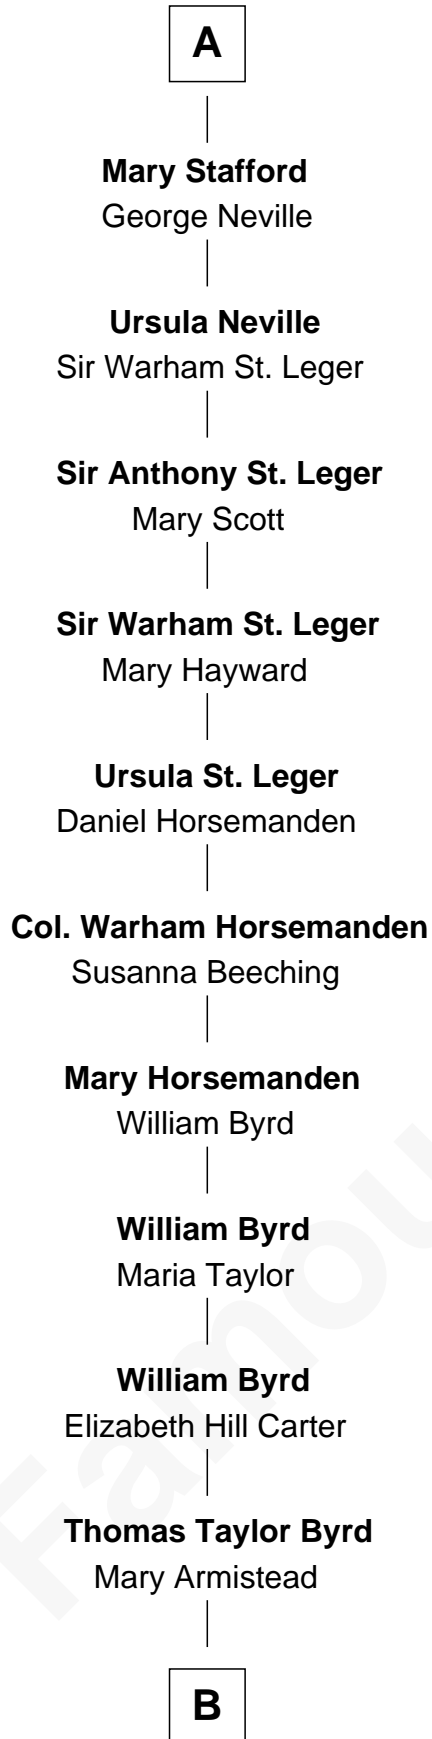 A
Mary Stafford
George Neville
Ursula Neville
Sir Warham St. Leger
Sir Anthony St. Leger
Mary Scott
Sir Warham St. Leger
Mary Hayward
Ursula St. Leger
Daniel Horsemanden
Col. Warham Horsemanden
Susanna Beeching
Mary Horsemanden
William Byrd
William Byrd
Maria Taylor
William Byrd
Elizabeth Hill Carter
Thomas Taylor Byrd
Mary Armistead
B
Famou